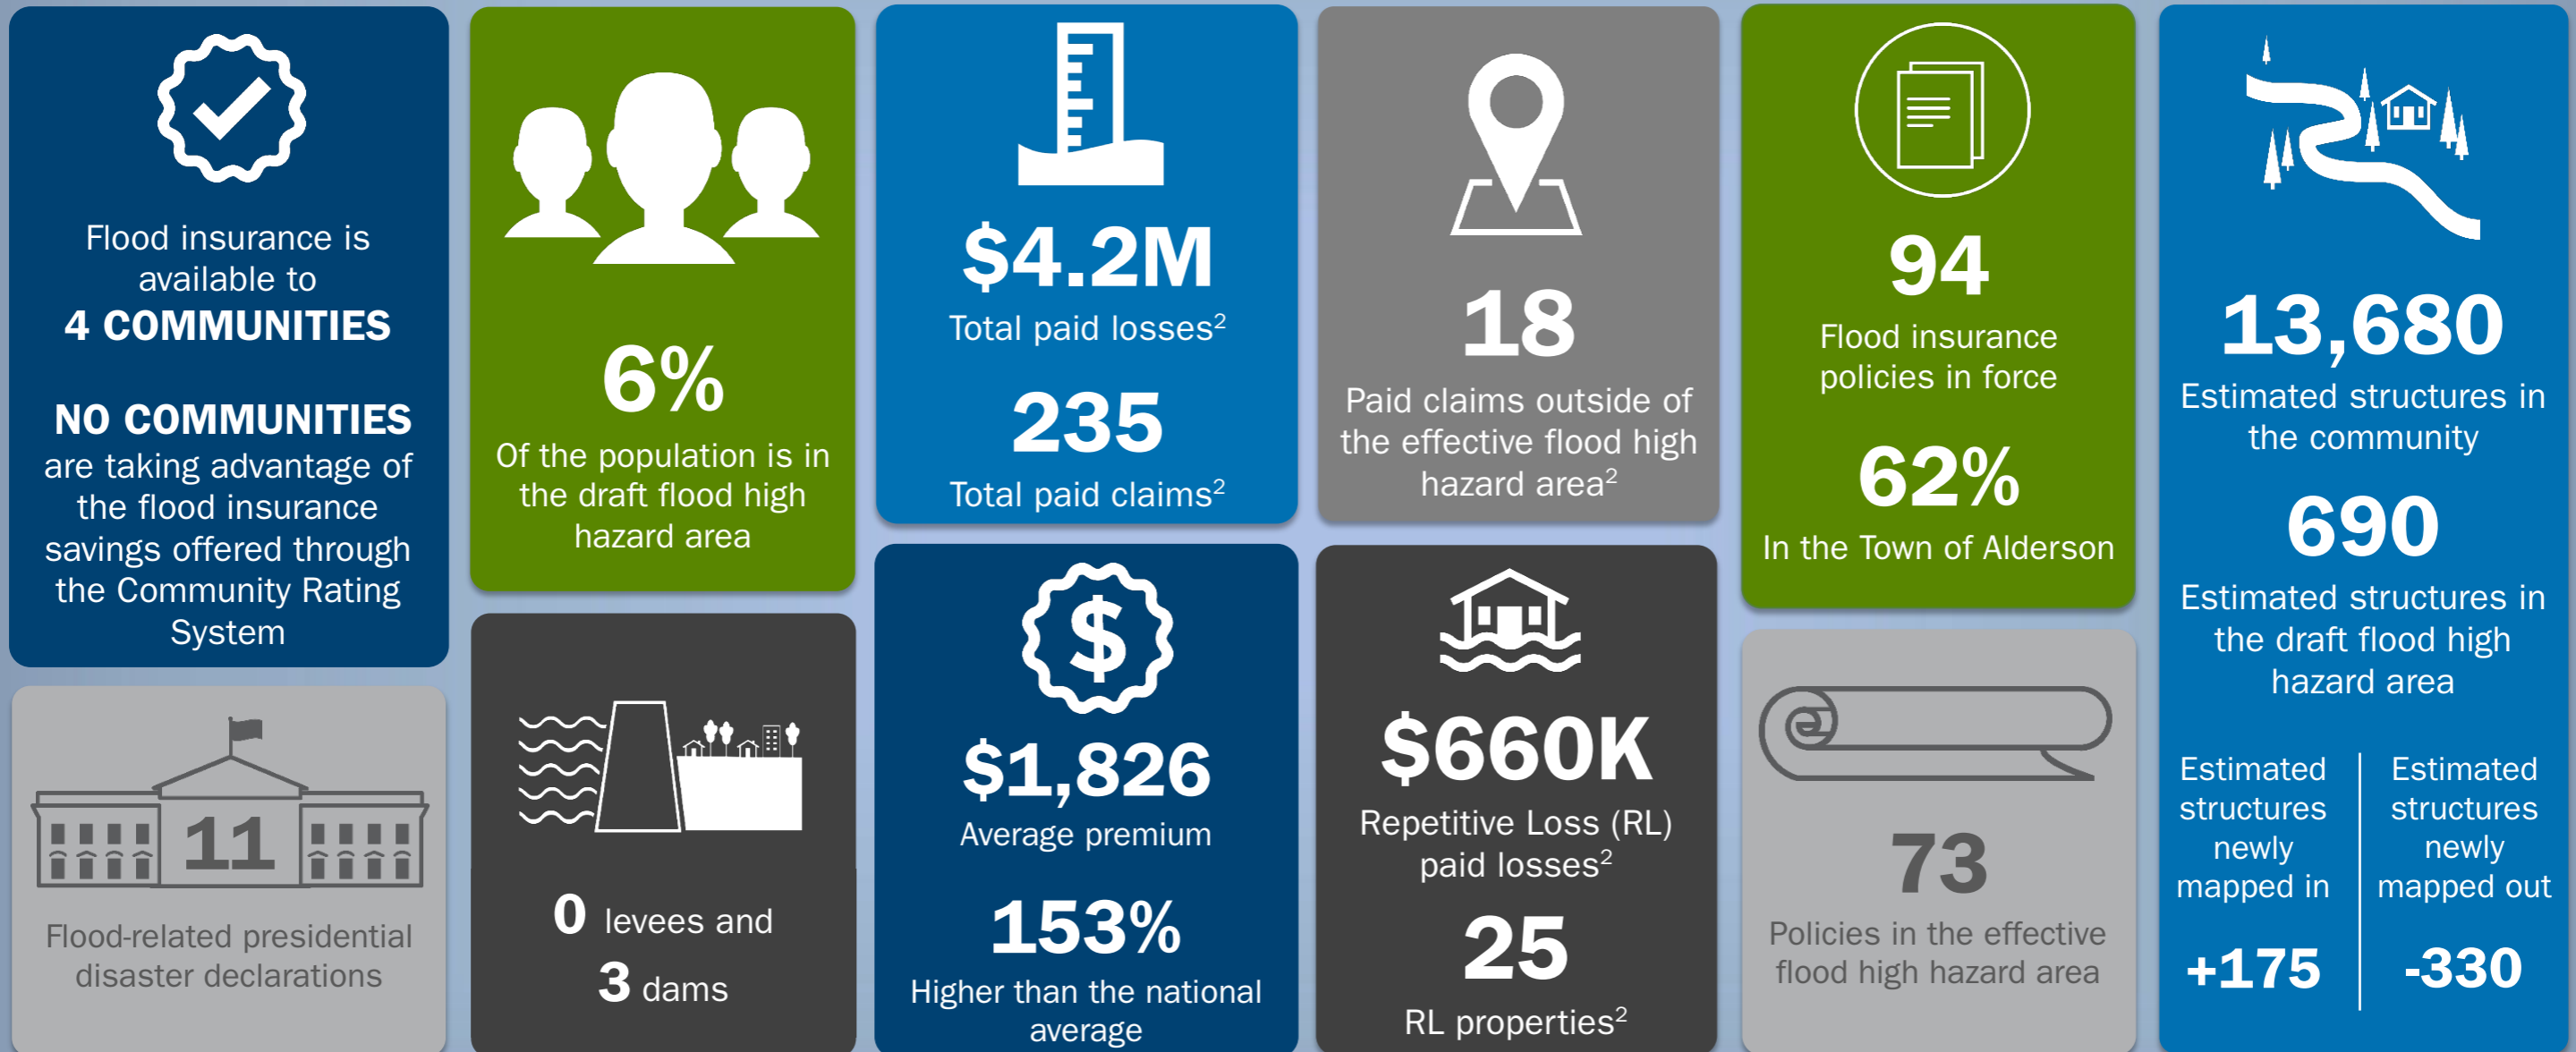 Flood insurance is
available to
4 COMMUNITIES
NO COMMUNITIES
are taking advantage of
the flood insurance
savings offered through
the Community Rating
System
11
Flood-related presidential
disaster declarations
6%
Of the population is in
the draft flood high
hazard area
0 levees and
3 dams
$4.2M
Total paid losses²
235
Total paid claims²
$
$1,826
Average premium
153%
Higher than the national
average
18
Paid claims outside of
the effective flood high
hazard area²
$660K
Repetitive Loss (RL)
paid losses²
25
RL properties²
94
Flood insurance
policies in force
62%
In the Town of Alderson
73
Policies in the effective
flood high hazard area
13,680
Estimated structures in
the community
690
Estimated structures in
the draft flood high
hazard area
Estimated
structures
newly
mapped in
+175
Estimated
structures
newly
mapped out
-330